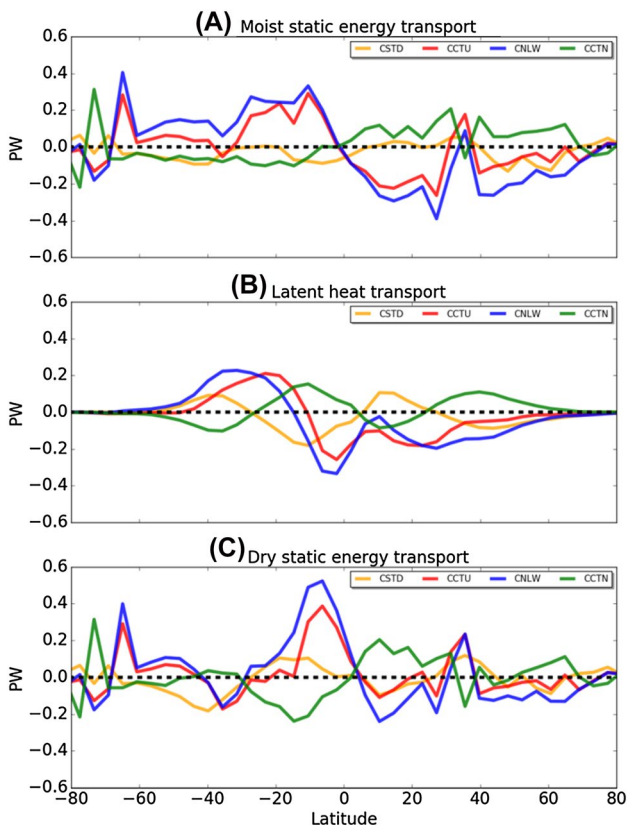 (A) Moist static energy transport
0.6
0.4
0.2
0.0
−0.2
−0.4
−0.6
PW
CSTD CCTU CNLW CCTN
(B) Latent heat transport
0.6
0.4
0.2
0.0
−0.2
−0.4
−0.6
PW
CSTD CCTU CNLW CCTN
(C) Dry static energy transport
0.6
0.4
0.2
0.0
−0.2
−0.4
−0.6
PW
CSTD CCTU CNLW CCTN
−80 −60 −40 −20 0 20 40 60 80
Latitude